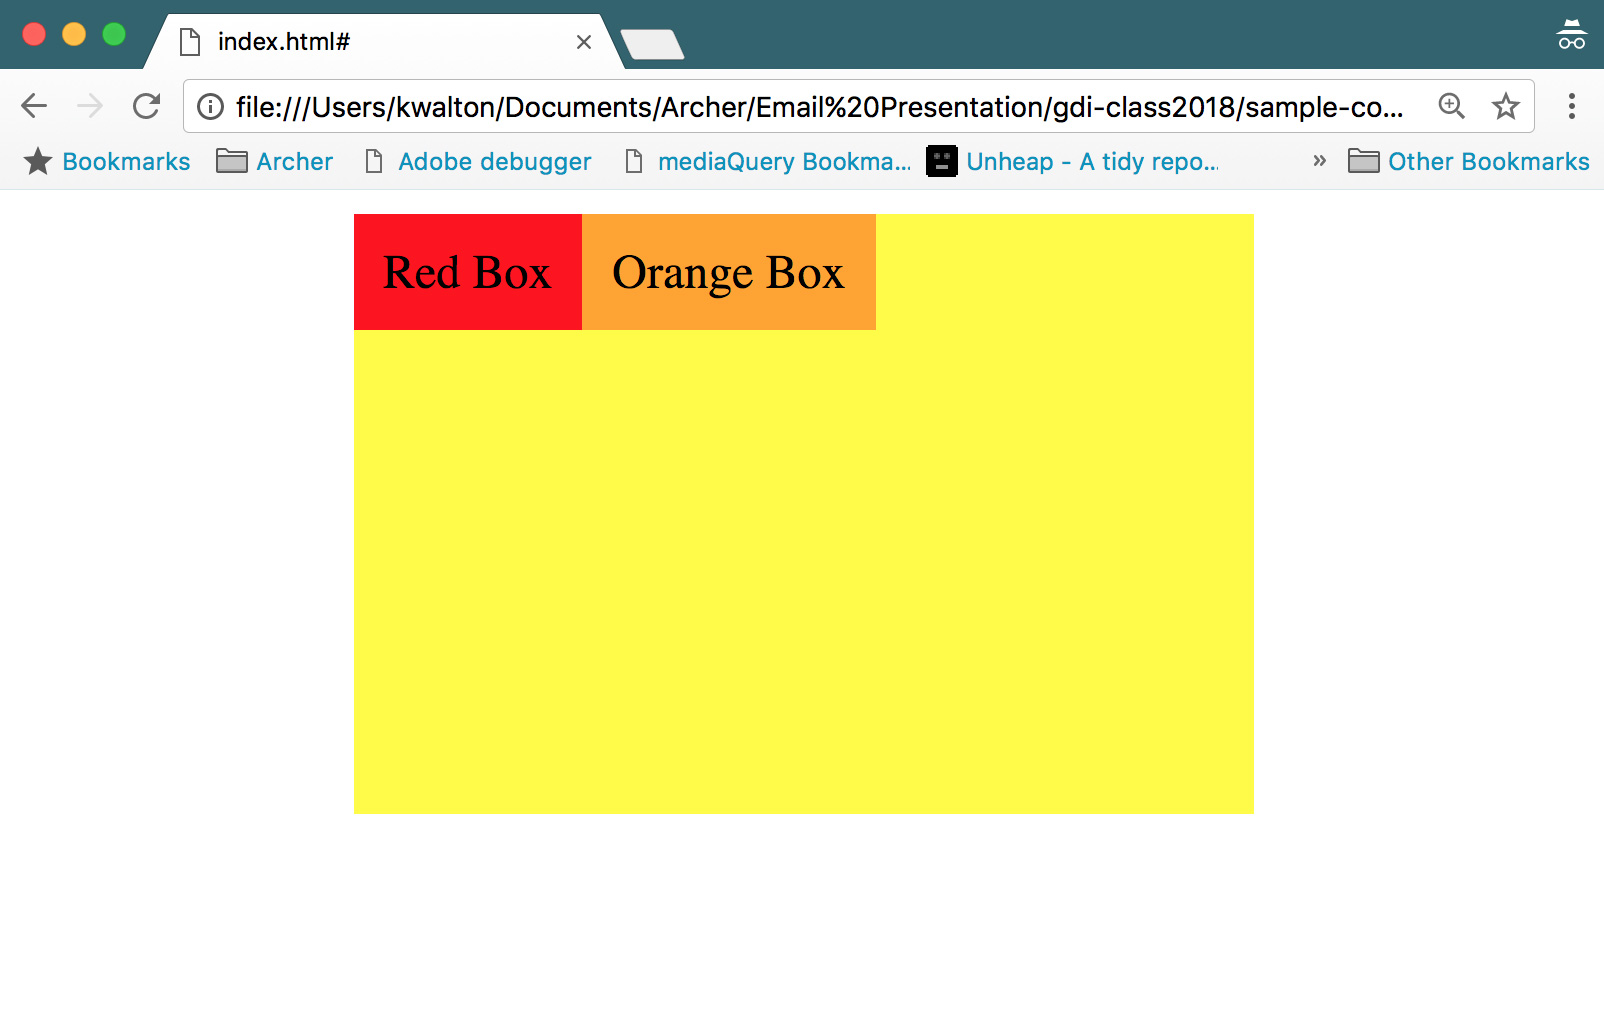 index.html#
file:///Users/kwalton/Documents/Archer/Email%20Presentation/gdi-class2018/sample-co...
Bookmarks Archer Adobe debugger mediaQuery Bookma... Unheap - A tidy repo... » Other Bookmarks
Red Box Orange Box